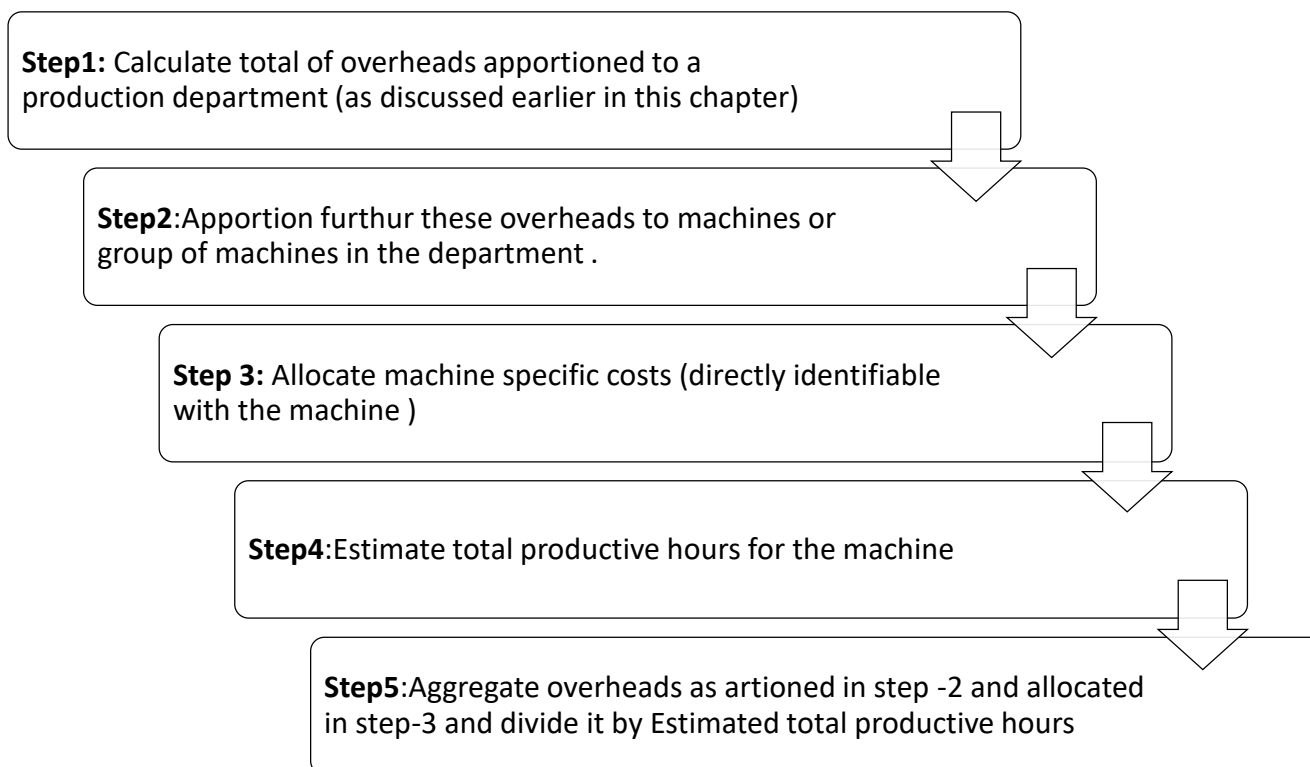 Step1: Calculate total of overheads apportioned to a
production department (as discussed earlier in this chapter)
Step2:Apportion furthur these overheads to machines or
group of machines in the department .
Step 3: Allocate machine specific costs (directly identifiable
with the machine )
Step4:Estimate total productive hours for the machine
Step5:Aggregate overheads as artioned in step -2 and allocated
in step-3 and divide it by Estimated total productive hours